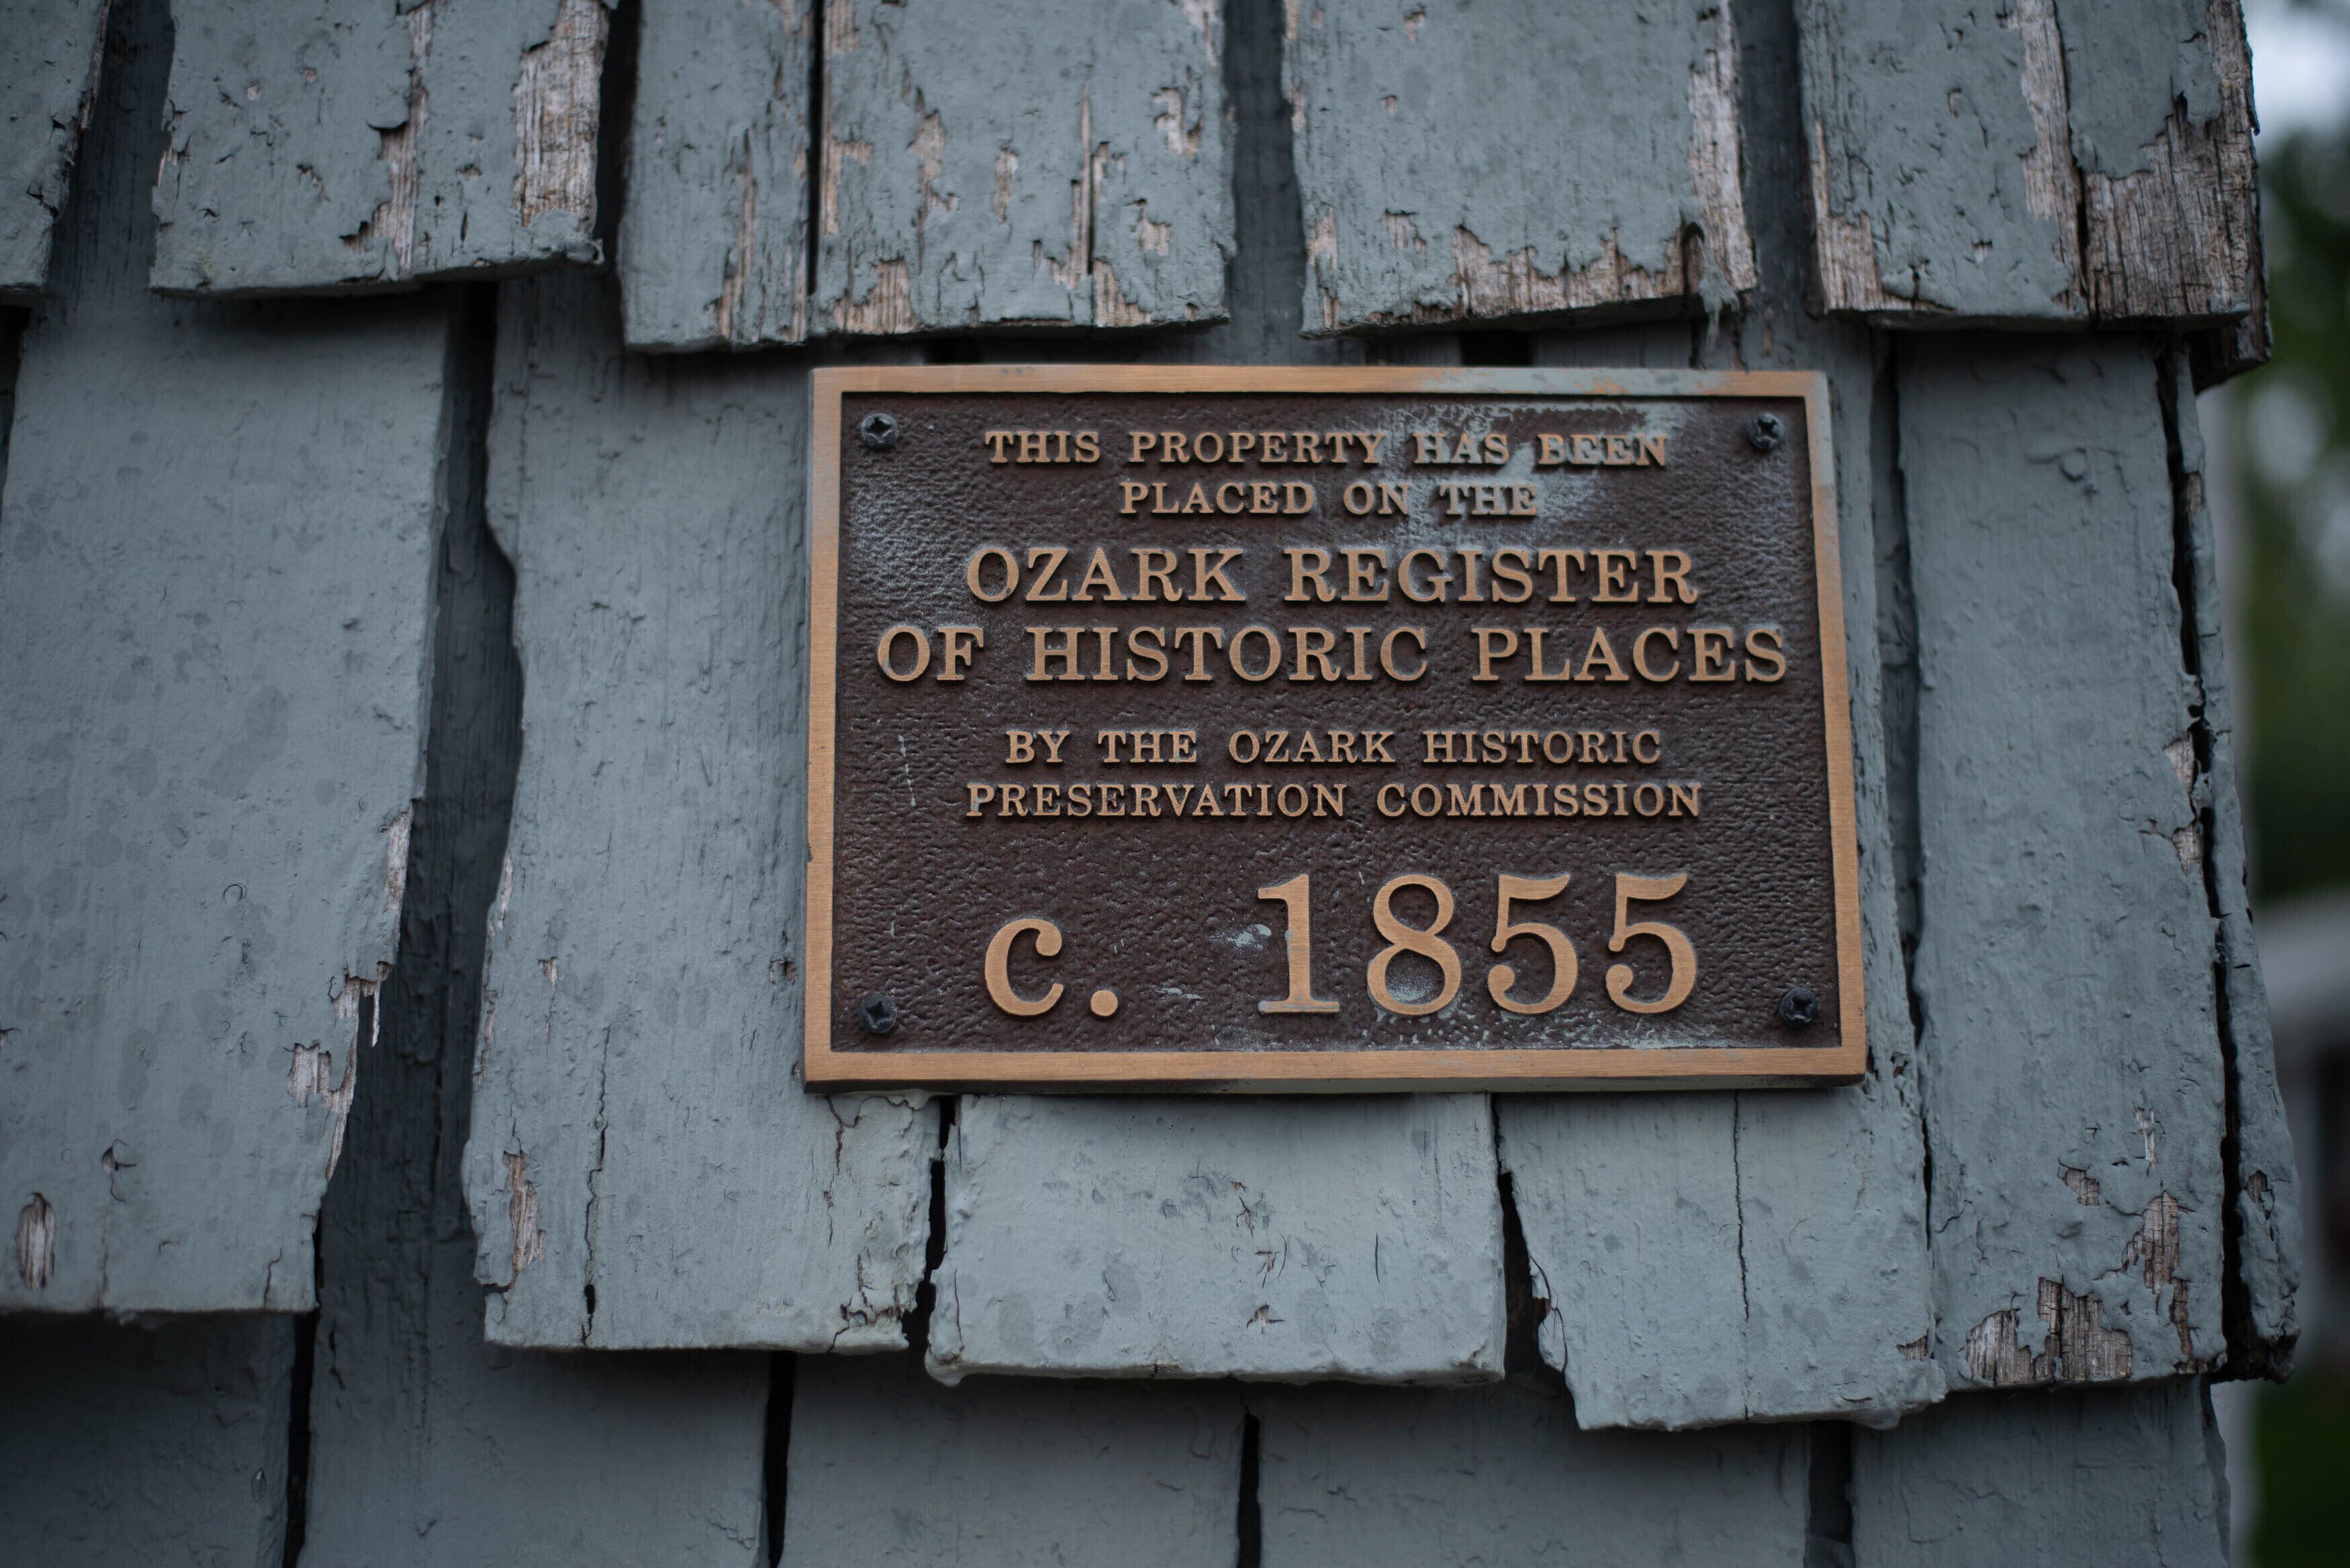 THIS PROPERTY HAS BEEN
PLACED ON THE
OZARK REGISTER
OF HISTORIC PLACES
BY THE OZARK HISTORIC
PRESERVATION COMMISSION
c. 1855